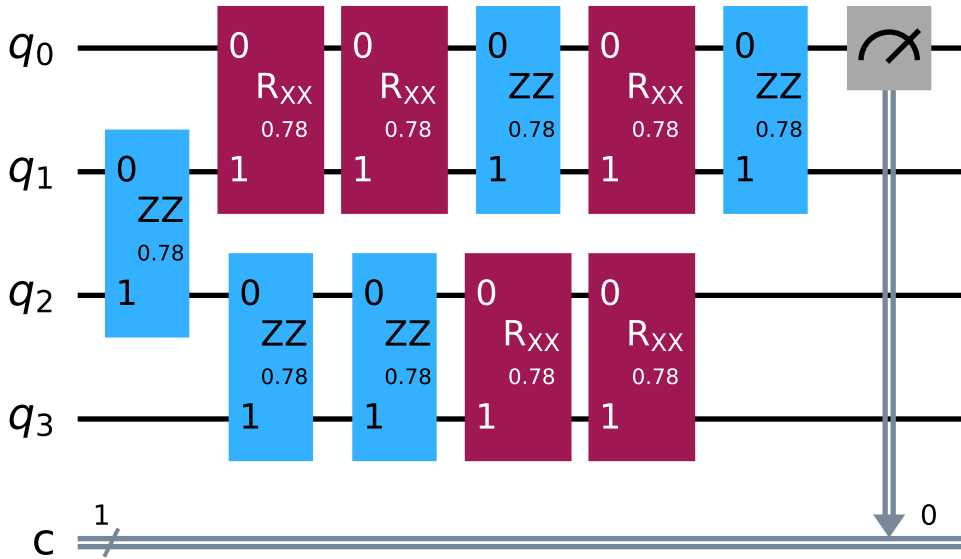 q0
0 0 0 0 0
RXX RXX ZZ RXX ZZ
0.78 0.78 0.78 0.78 0.78
q1
0 1 1 1 1 1
ZZ
0.78
q2
1 0 0 0 0
ZZ ZZ RXX RXX
0.78 0.78 0.78 0.78
q3
1 1 1 1
1 0
c